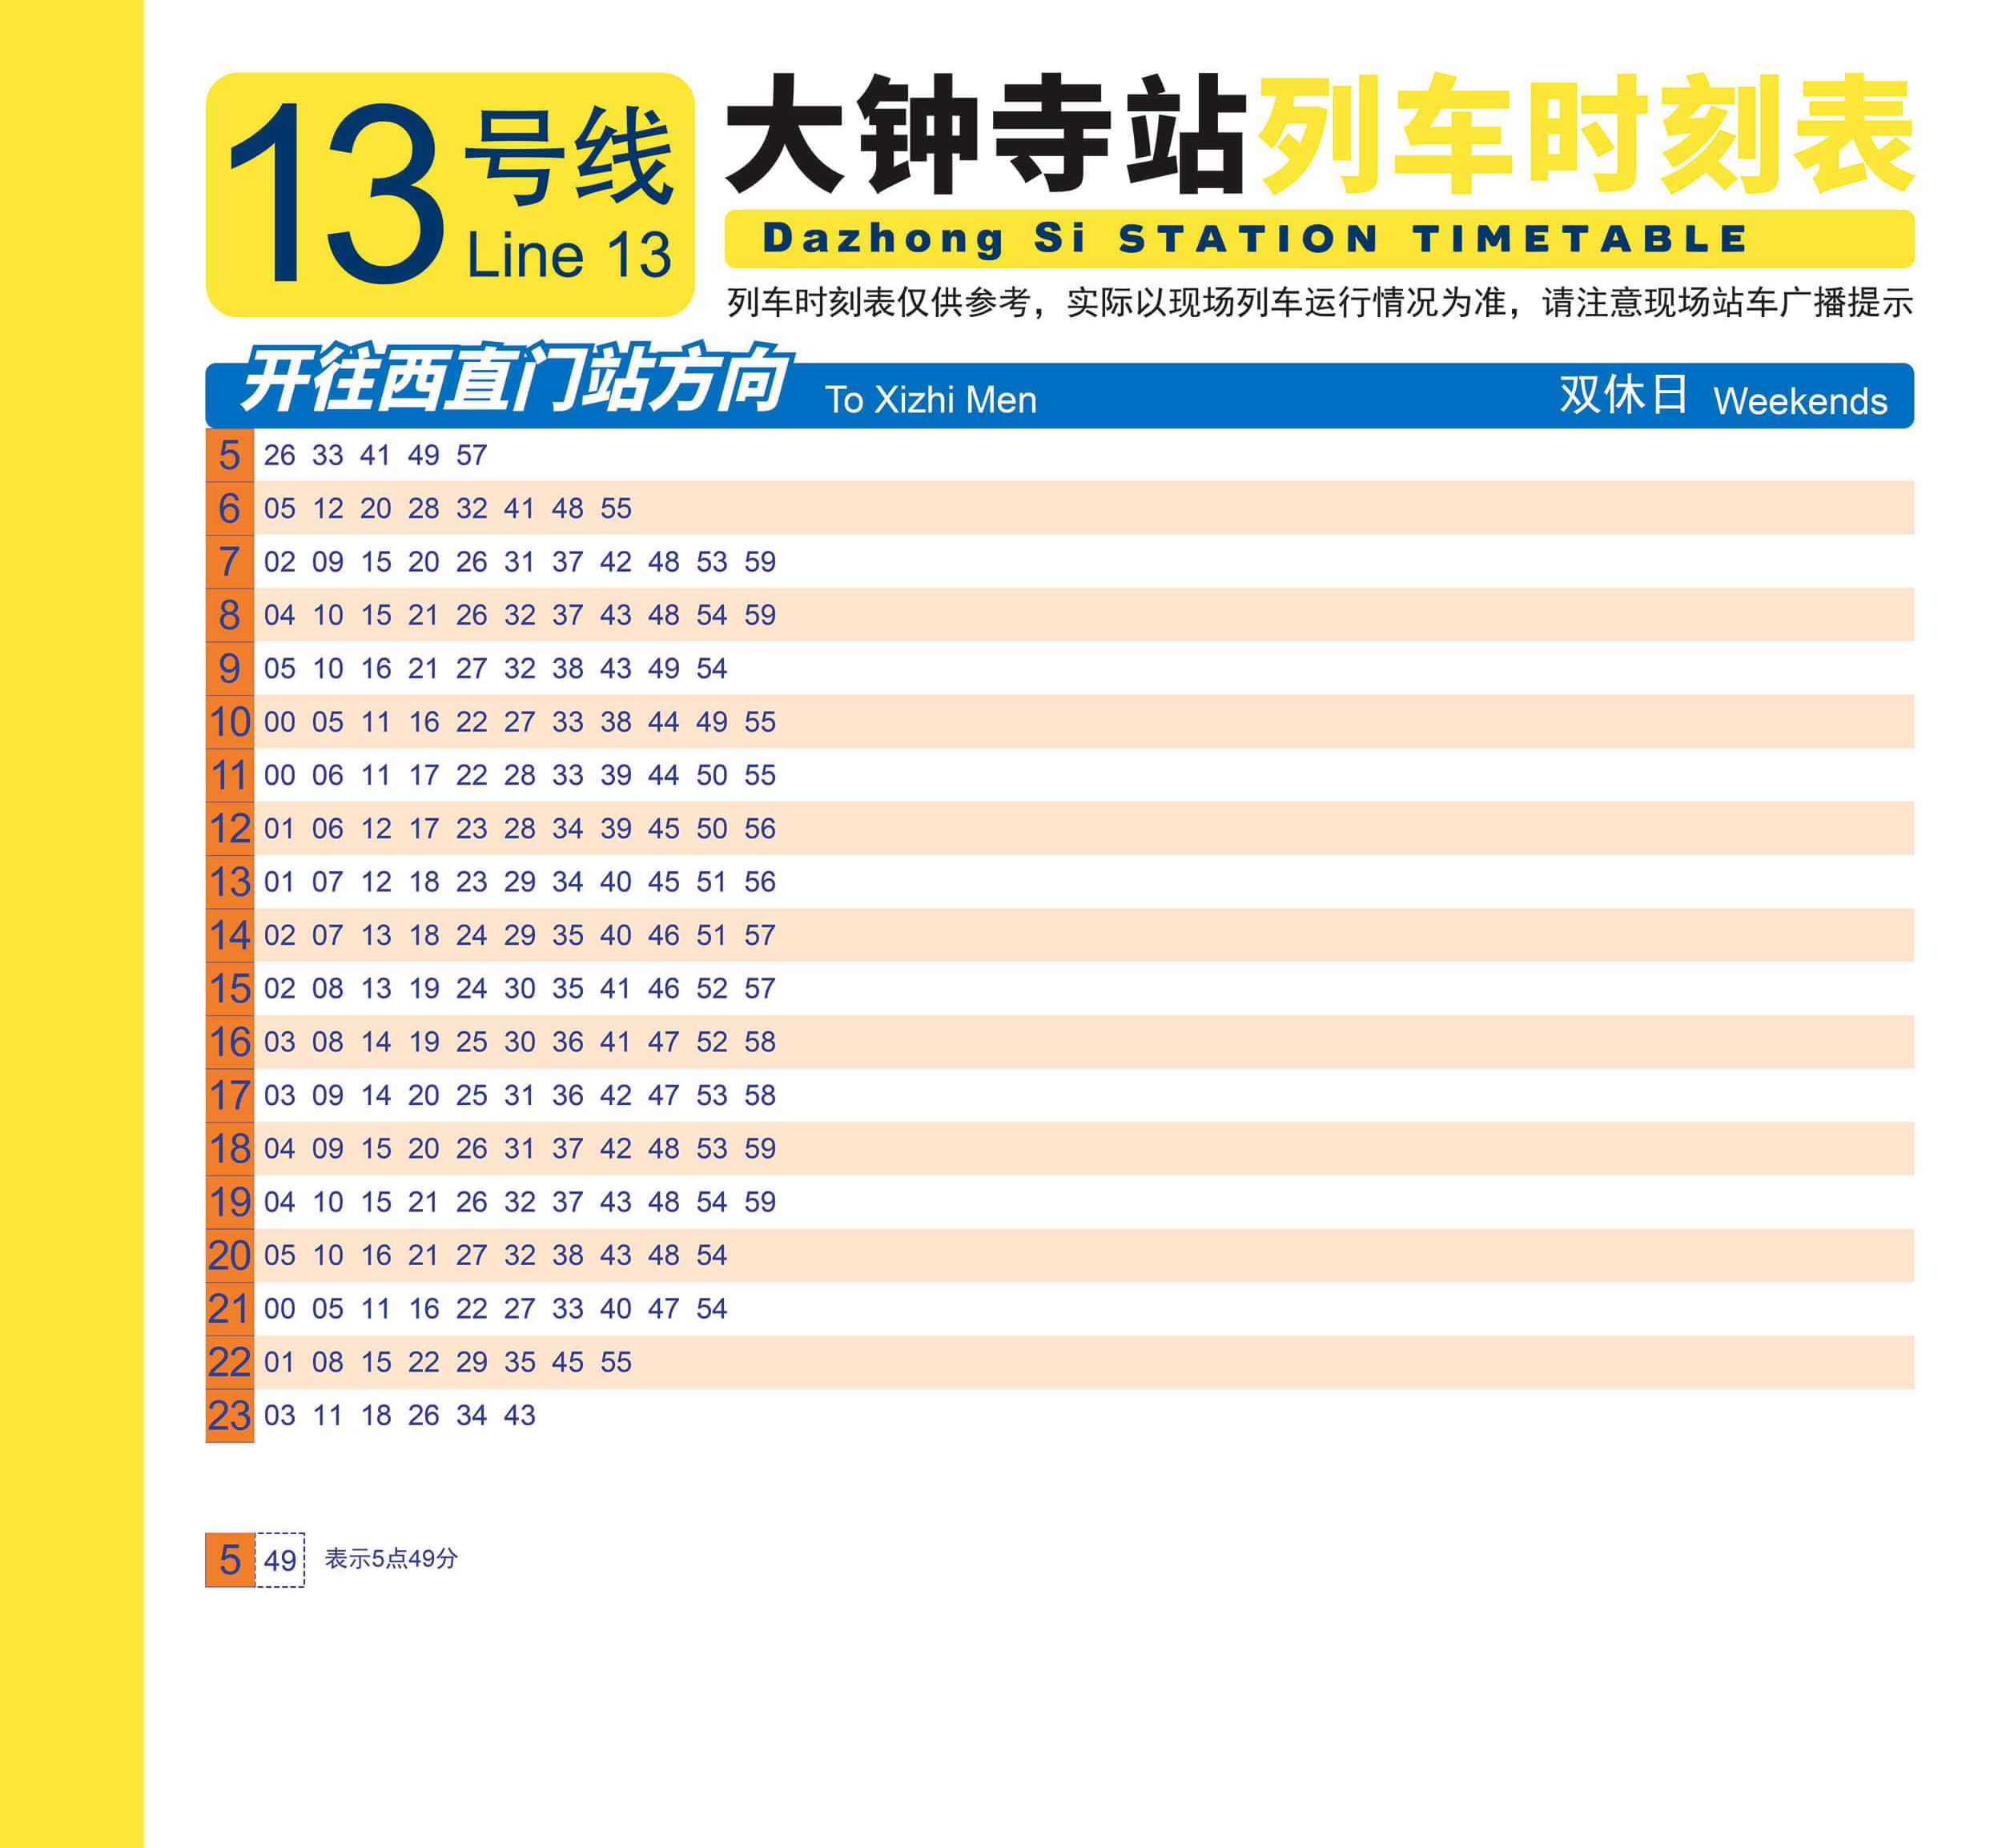 13号线
Line 13
大钟寺站列车时刻表
Dazhong Si STATION TIMETABLE
列车时刻表仅供参考，实际以现场列车运行情况为准，请注意现场站车广播提示
开往西直门站方向 To Xizhi Men 双休日 Weekends
5 26 33 41 49 57
6 05 12 20 28 32 41 48 55
7 02 09 15 20 26 31 37 42 48 53 59
8 04 10 15 21 26 32 37 43 48 54 59
9 05 10 16 21 27 32 38 43 49 54
10 00 05 11 16 22 27 33 38 44 49 55
11 00 06 11 17 22 28 33 39 44 50 55
12 01 06 12 17 23 28 34 39 45 50 56
13 01 07 12 18 23 29 34 40 45 51 56
14 02 07 13 18 24 29 35 40 46 51 57
15 02 08 13 19 24 30 35 41 46 52 57
16 03 08 14 19 25 30 36 41 47 52 58
17 03 09 14 20 25 31 36 42 47 53 58
18 04 09 15 20 26 31 37 42 48 53 59
19 04 10 15 21 26 32 37 43 48 54 59
20 05 10 16 21 27 32 38 43 48 54
21 00 05 11 16 22 27 33 40 47 54
22 01 08 15 22 29 35 45 55
23 03 11 18 26 34 43
5 49 表示5点49分